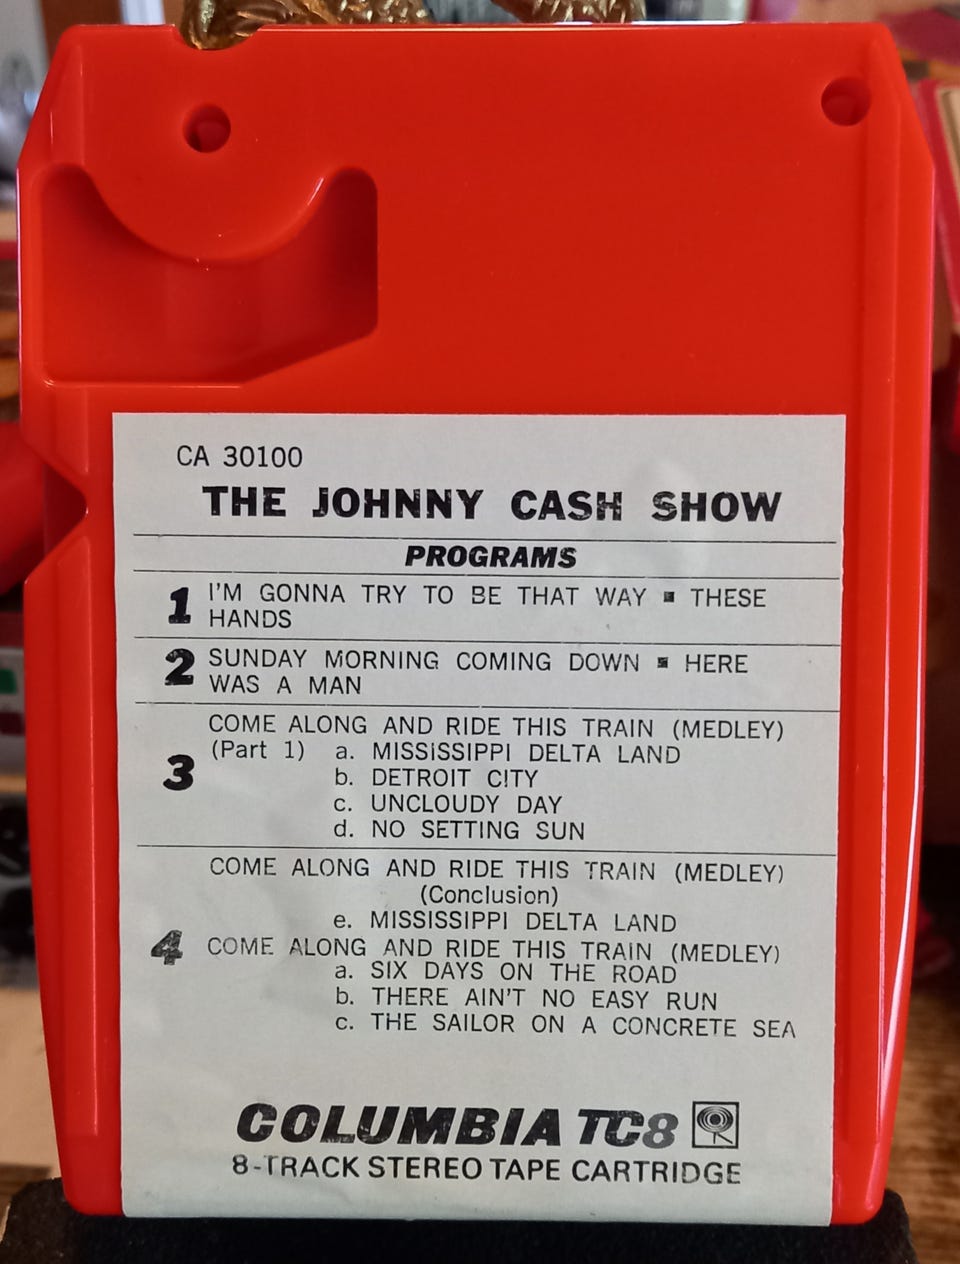 CA 30100
THE JOHNNY CASH SHOW
PROGRAMS
1 I'M GONNA TRY TO BE THAT WAY ▪ THESE
HANDS
2 SUNDAY MORNING COMING DOWN ▪ HERE
WAS A MAN
COME ALONG AND RIDE THIS TRAIN (MEDLEY)
(Part 1) a. MISSISSIPPI DELTA LAND
3 b. DETROIT CITY
c. UNCLOUDY DAY
d. NO SETTING SUN
COME ALONG AND RIDE THIS TRAIN (MEDLEY)
(Conclusion)
e. MISSISSIPPI DELTA LAND
4 COME ALONG AND RIDE THIS TRAIN (MEDLEY)
a. SIX DAYS ON THE ROAD
b. THERE AIN'T NO EASY RUN
c. THE SAILOR ON A CONCRETE SEA
COLUMBIA TC8
8-TRACK STEREO TAPE CARTRIDGE